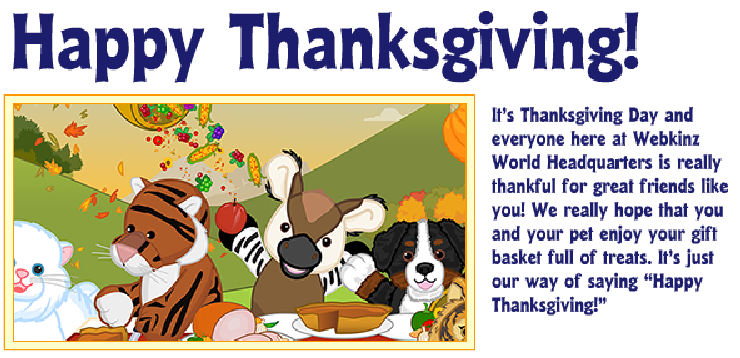 Happy Thanksgiving!
It's Thanksgiving Day and
everyone here at Webkinz
World Headquarters is really
thankful for great friends like
you! We really hope that you
and your pet enjoy your gift
basket full of treats. It's just
our way of saying “Happy
Thanksgiving!”